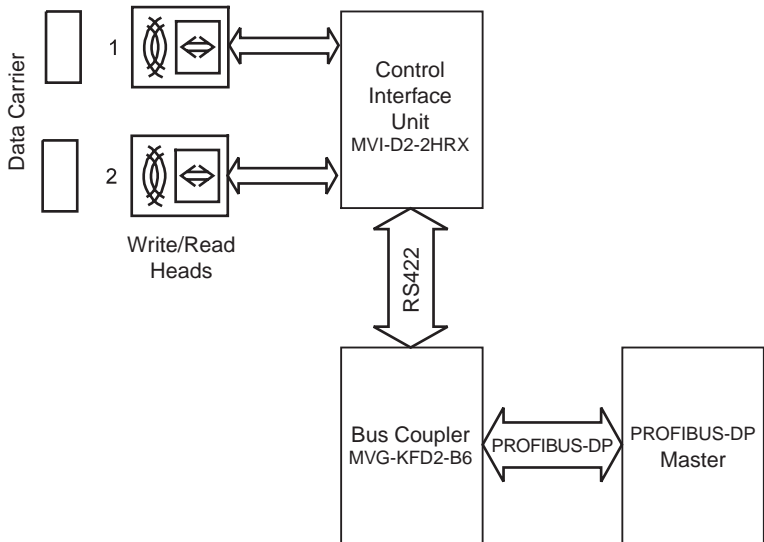 Data Carrier
1
2
Write/Read
Heads
Control
Interface
Unit
MVI-D2-2HRX
RS422
Bus Coupler
MVG-KFD2-B6
PROFIBUS-DP
PROFIBUS-DP
Master